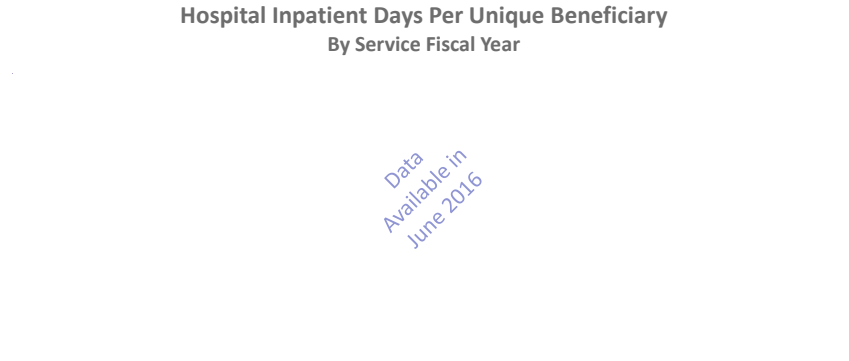 Hospital Inpatient Days Per Unique Beneficiary
By Service Fiscal Year
Data
Available in
June 2016